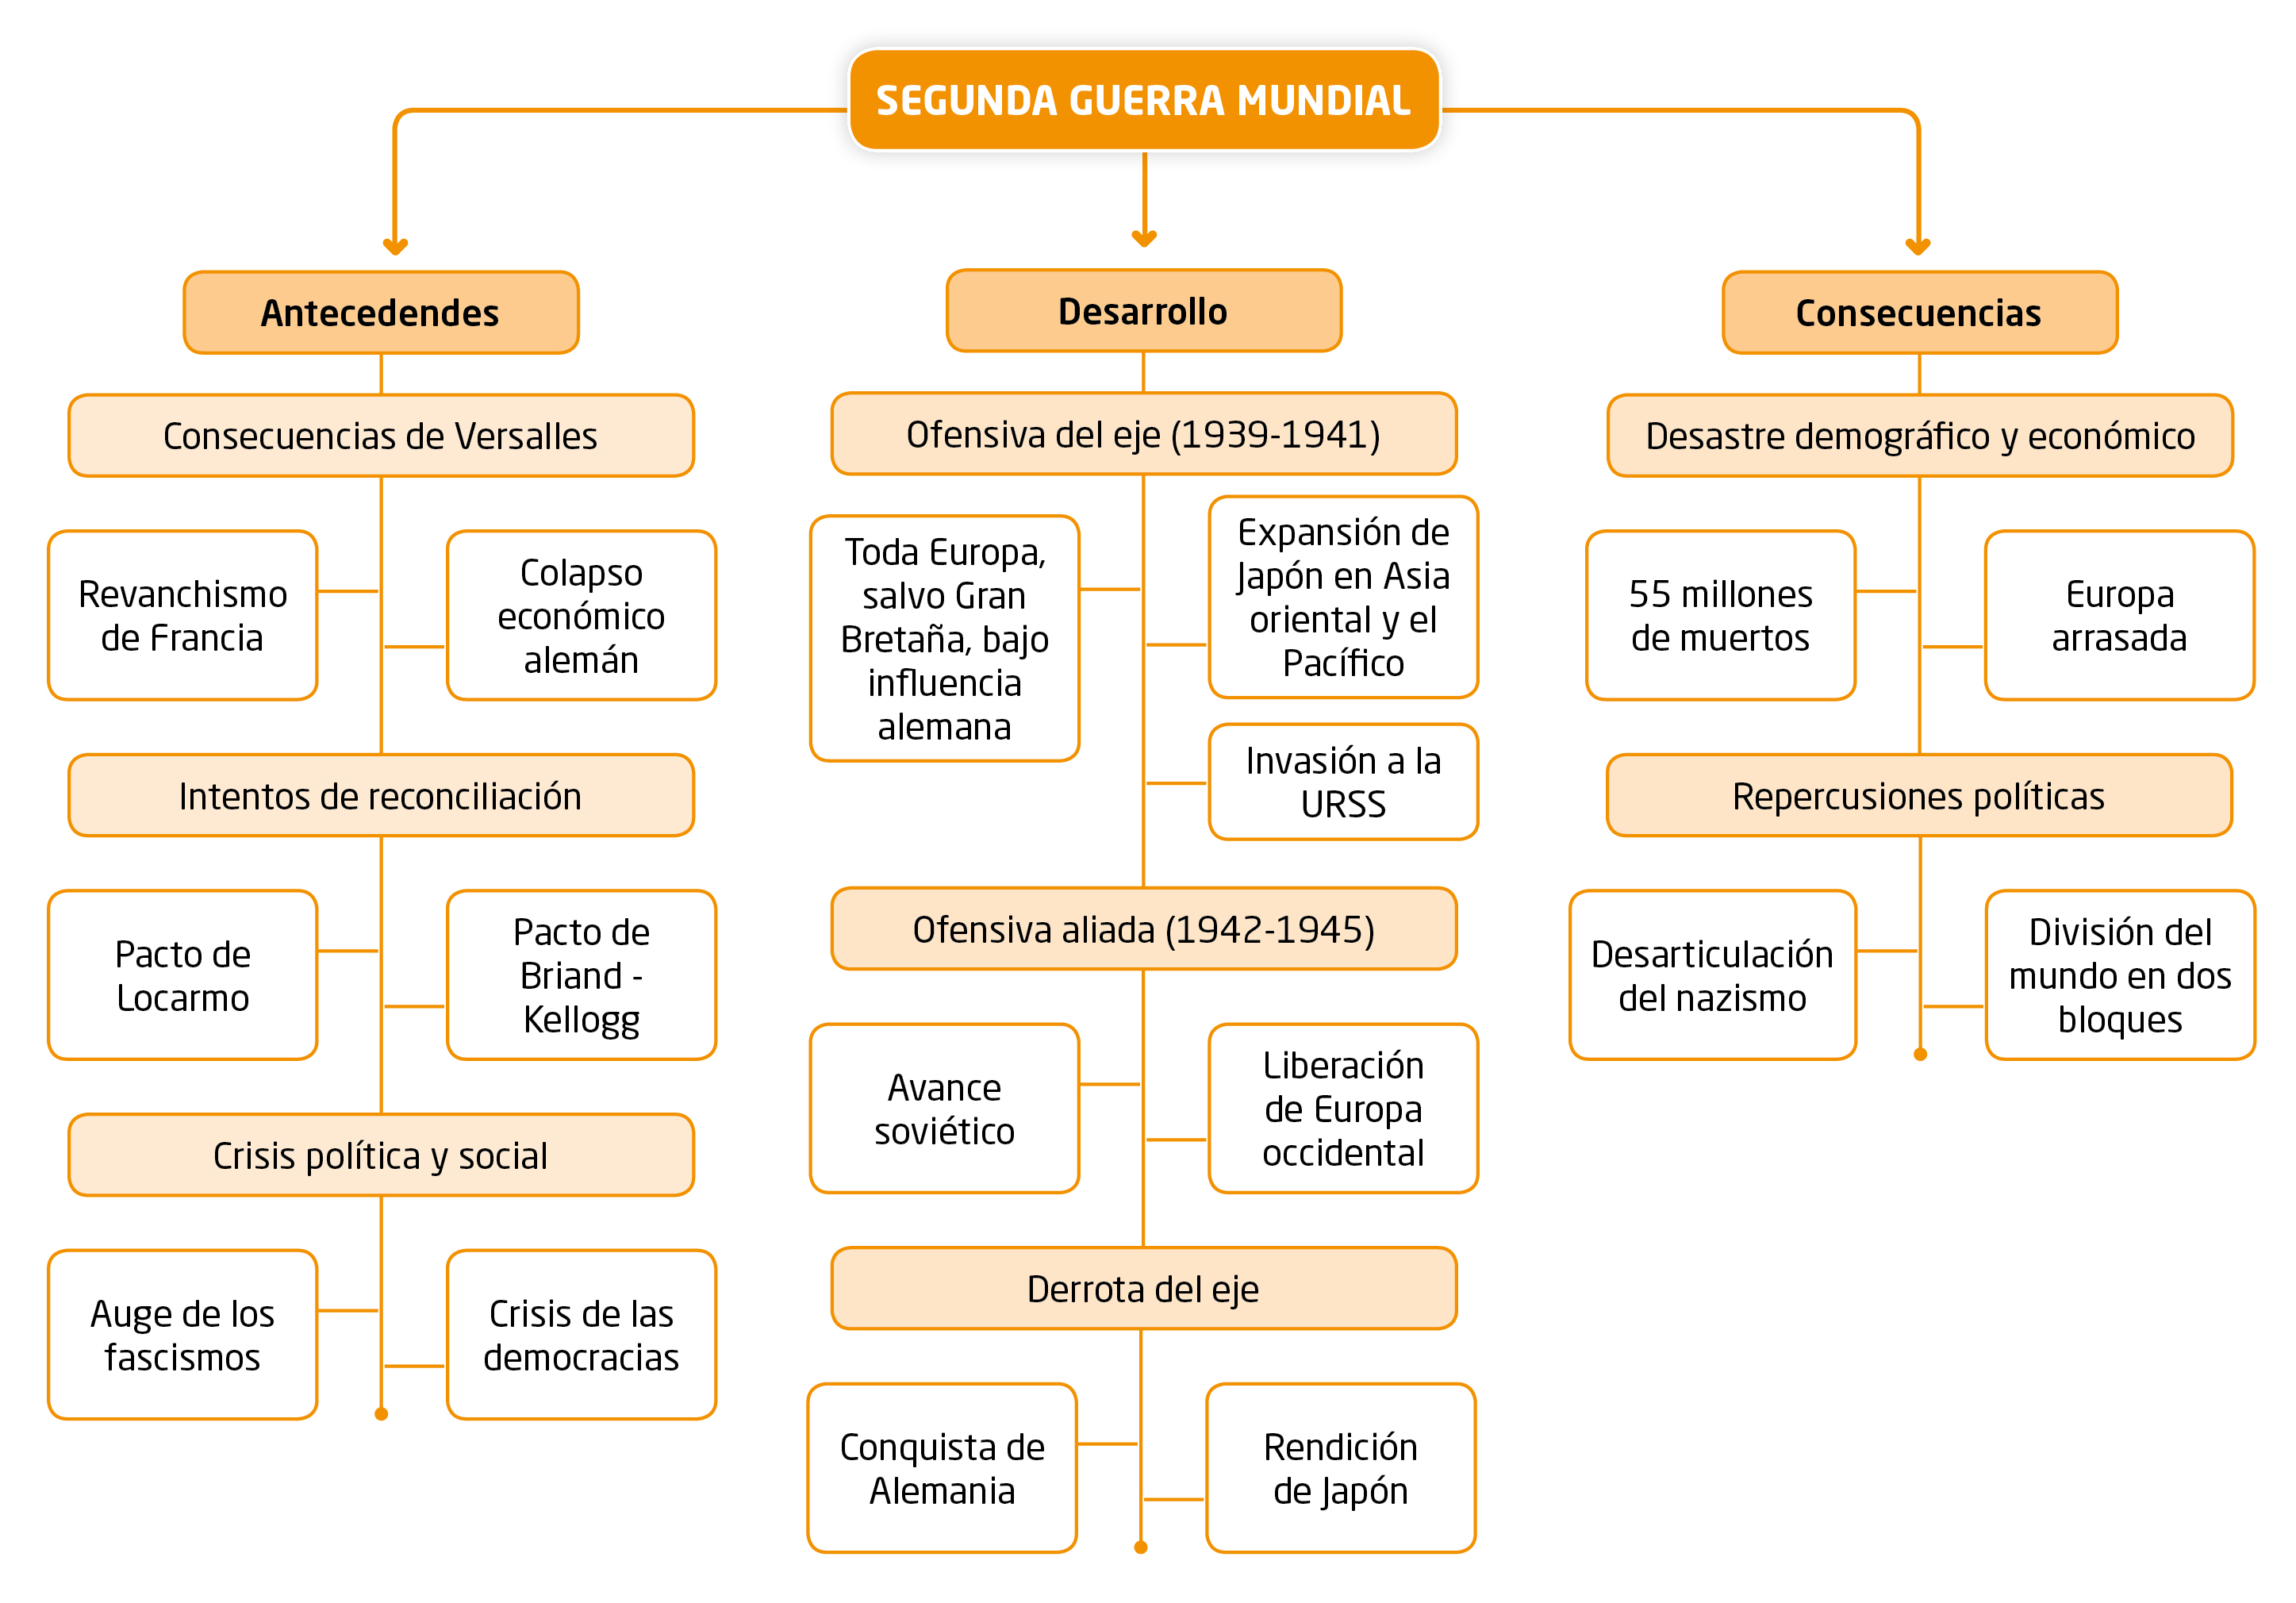 SEGUNDA GUERRA MUNDIAL
Antecedendes
Consecuencias de Versalles
Revanchismo
de Francia
Colapso
económico
alemán
Intentos de reconciliación
Pacto de
Locarmo
Pacto de
Briand -
Kellogg
Crisis política y social
Auge de los
fascismos
Crisis de las
democracias
Desarrollo
Ofensiva del eje (1939-1941)
Toda Europa,
salvo Gran
Bretaña, bajo
influencia
alemana
Expansión de
Japón en Asia
oriental y el
Pacífico
Invasión a la
URSS
Ofensiva aliada (1942-1945)
Avance
soviético
Liberación
de Europa
occidental
Derrota del eje
Conquista de
Alemania
Rendición
de Japón
Consecuencias
Desastre demográfico y económico
55 millones
de muertos
Europa
arrasada
Repercusiones políticas
Desarticulación
del nazismo
División del
mundo en dos
bloques